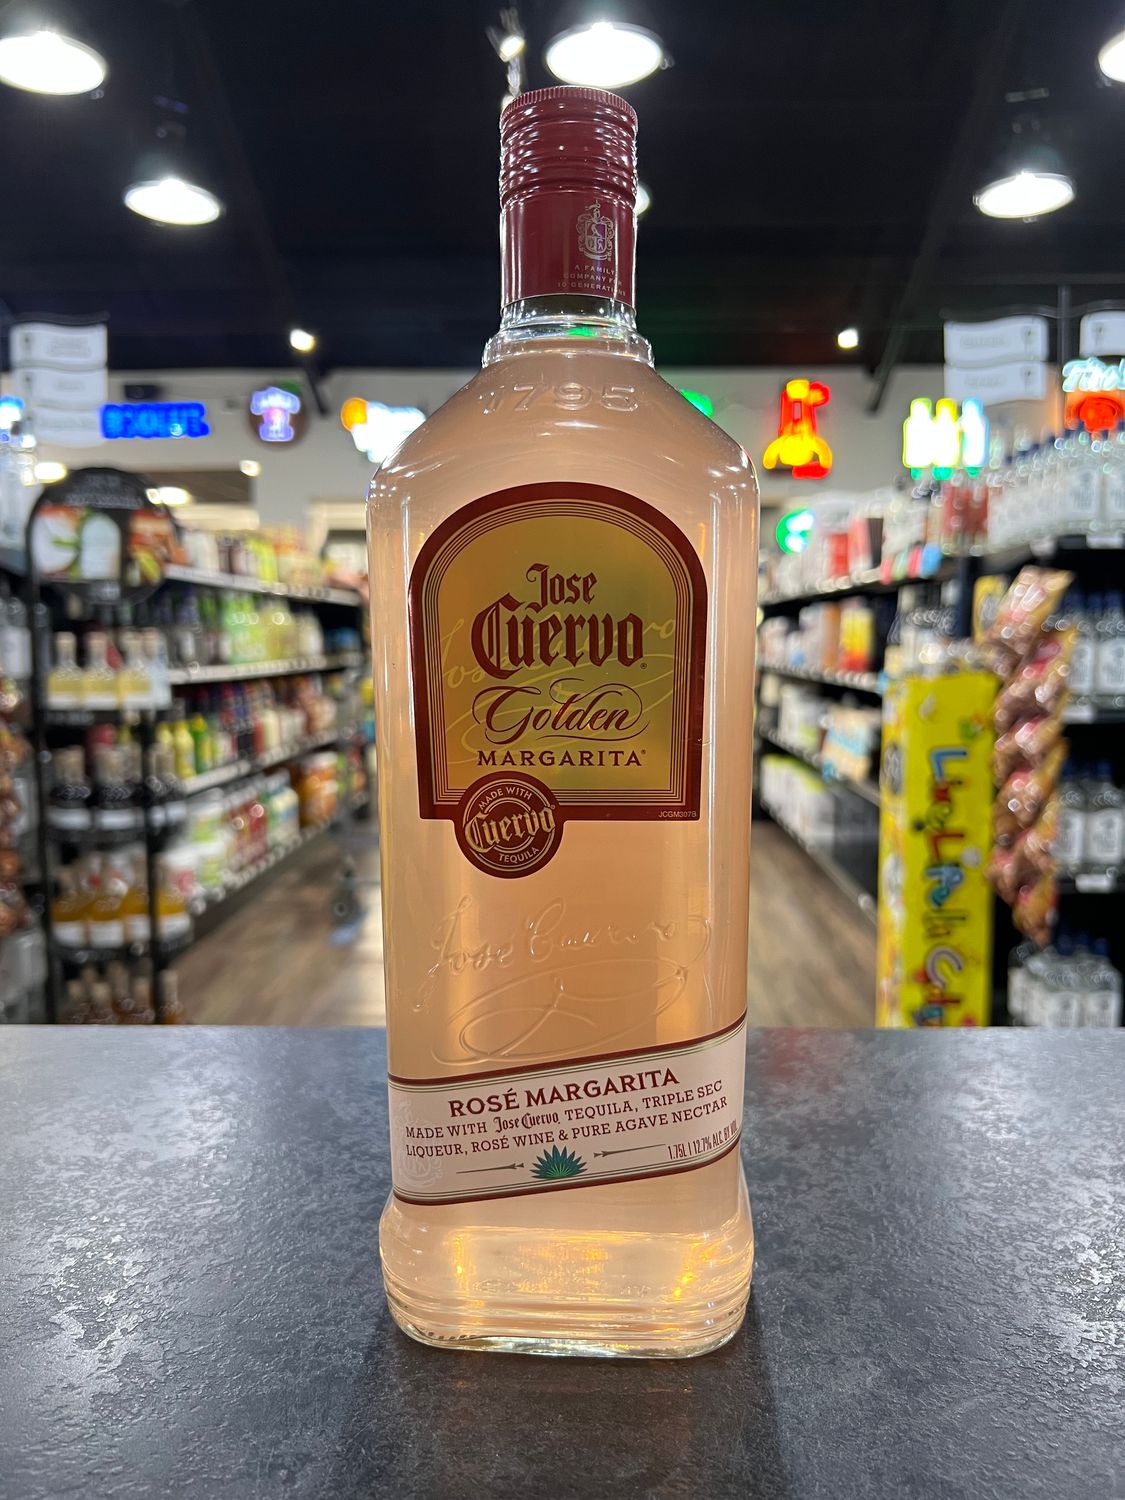 A FAMILY
COMPANY FOR
10 GENERATIONS
1795
Jose
Cuervo®
Golden
MARGARITA®
MADE WITH
Cuervo®
TEQUILA
JCGM307B
Jose Cuervo
ROSÉ MARGARITA
MADE WITH Jose Cuervo TEQUILA, TRIPLE SEC
LIQUEUR, ROSÉ WINE & PURE AGAVE NECTAR
1.75L | 12.7% ALC. BY VOL.